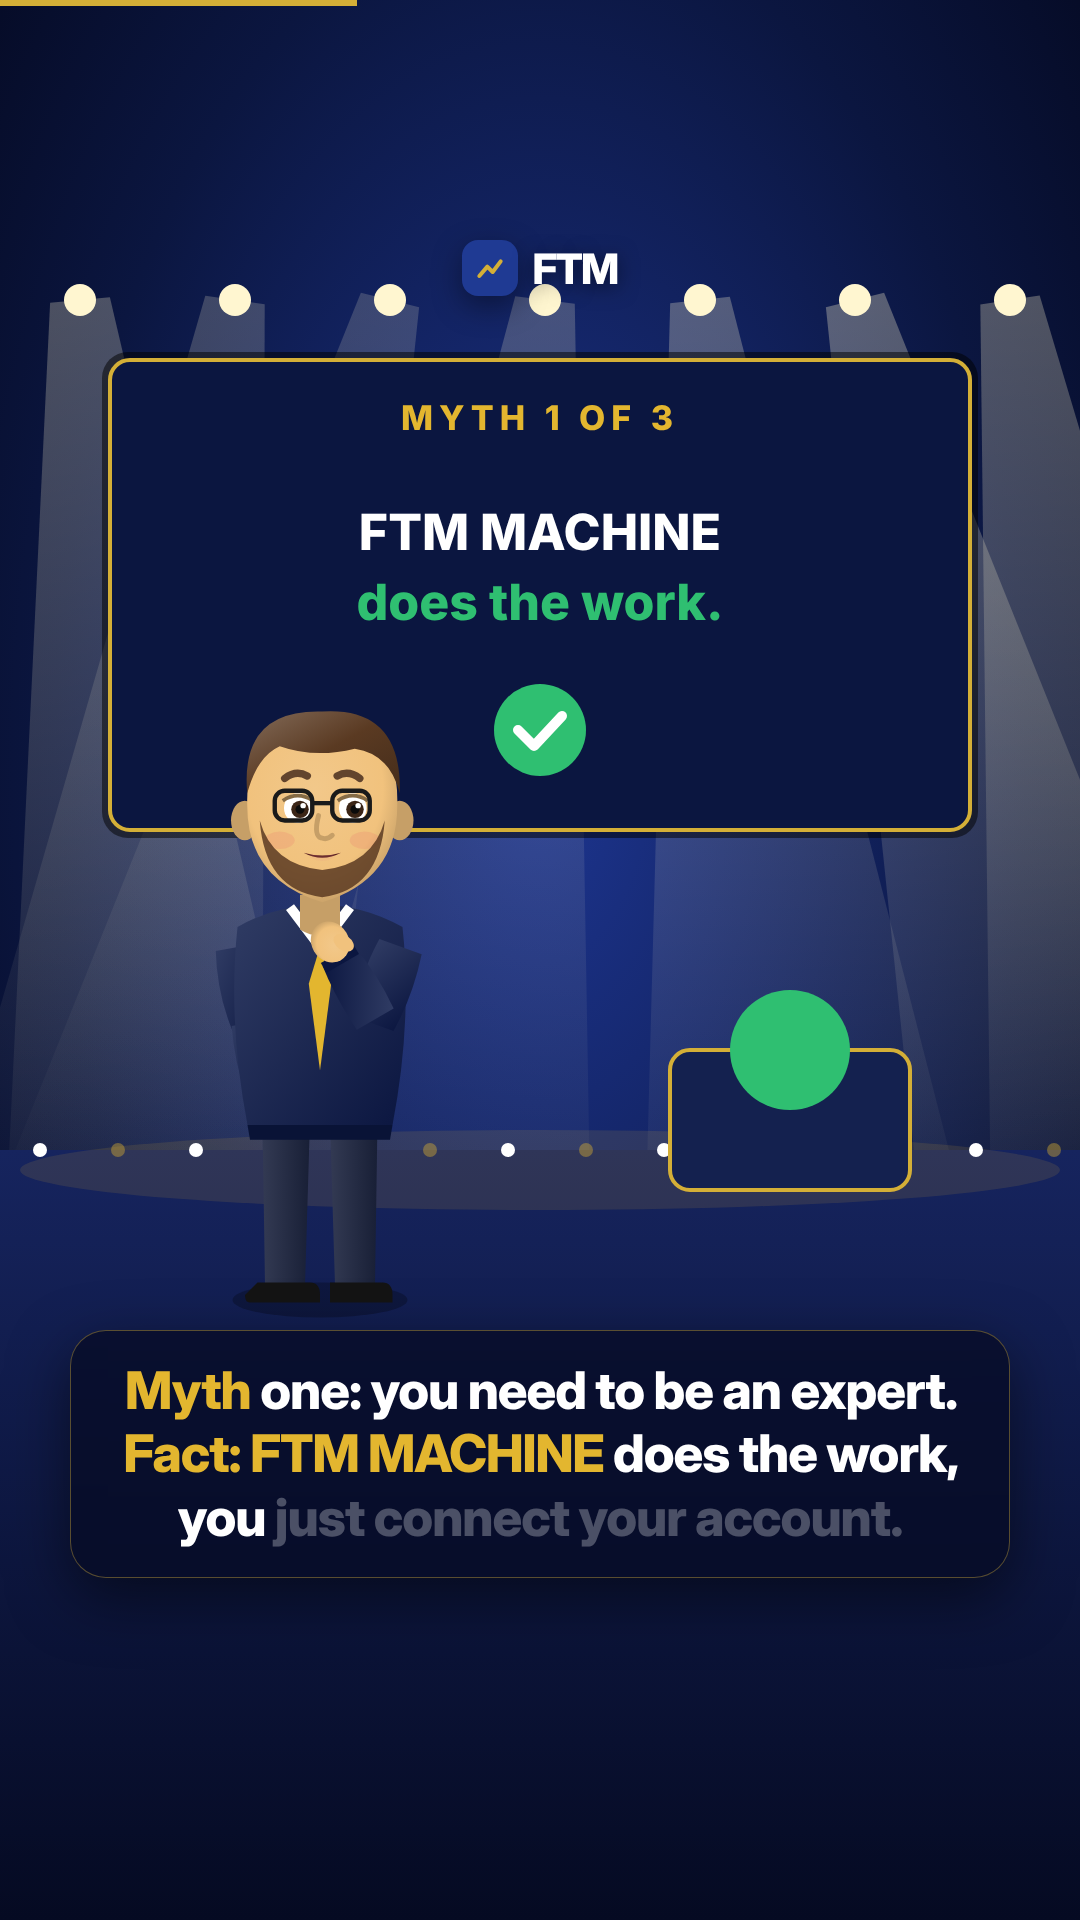 FTM
MYTH 1 OF 3
FTM MACHINE
does the work.
Myth one: you need to be an expert.
Fact: FTM MACHINE does the work,
you just connect your account.